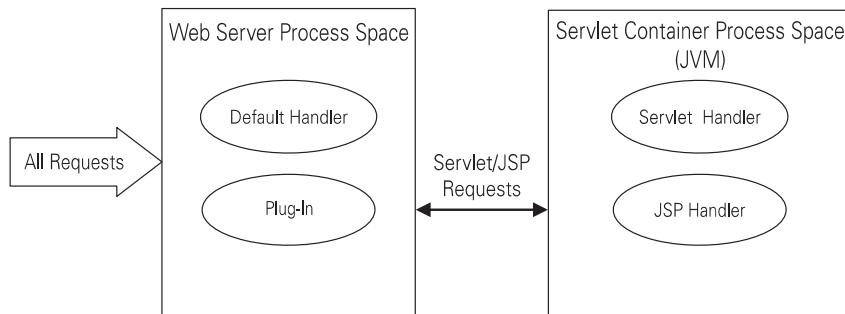 Web Server Process Space
Default Handler
Plug-In
All Requests
Servlet/JSP
Requests
Servlet Container Process Space
(JVM)
Servlet Handler
JSP Handler